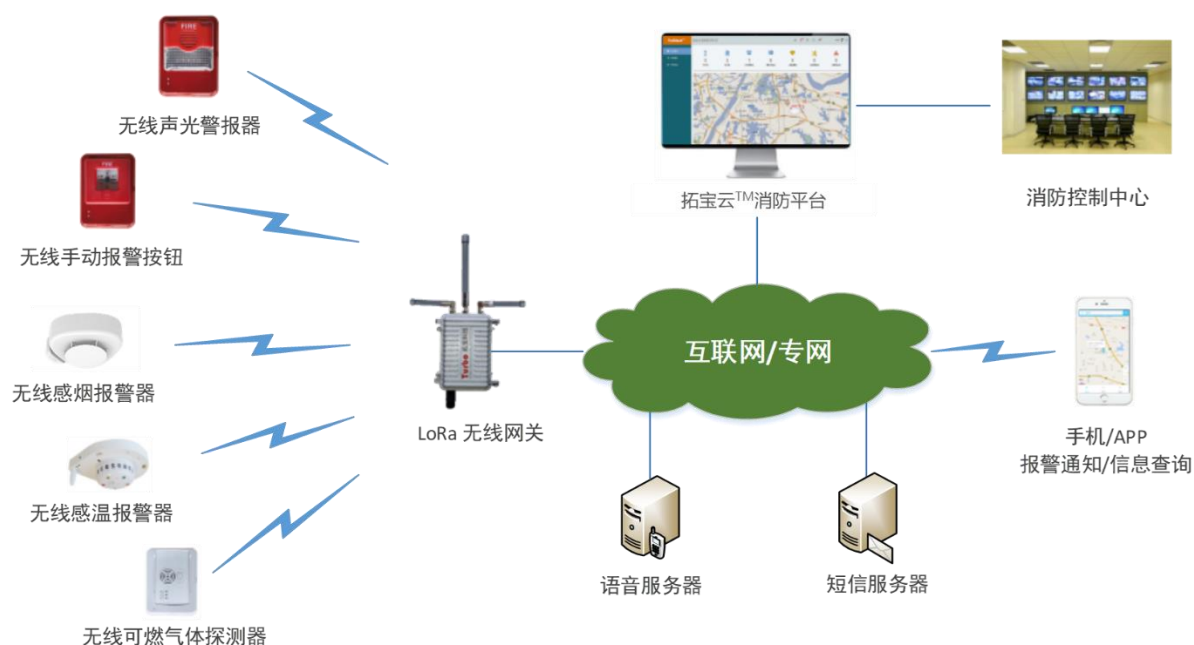 FIRE
无线声光警报器
FIRE
无线手动报警按钮
无线感烟报警器
无线感温报警器
无线可燃气体探测器
Turbo
LoRa 无线网关
拓宝云TM消防平台
消防控制中心
互联网/专网
手机/APP
报警通知/信息查询
语音服务器
短信服务器